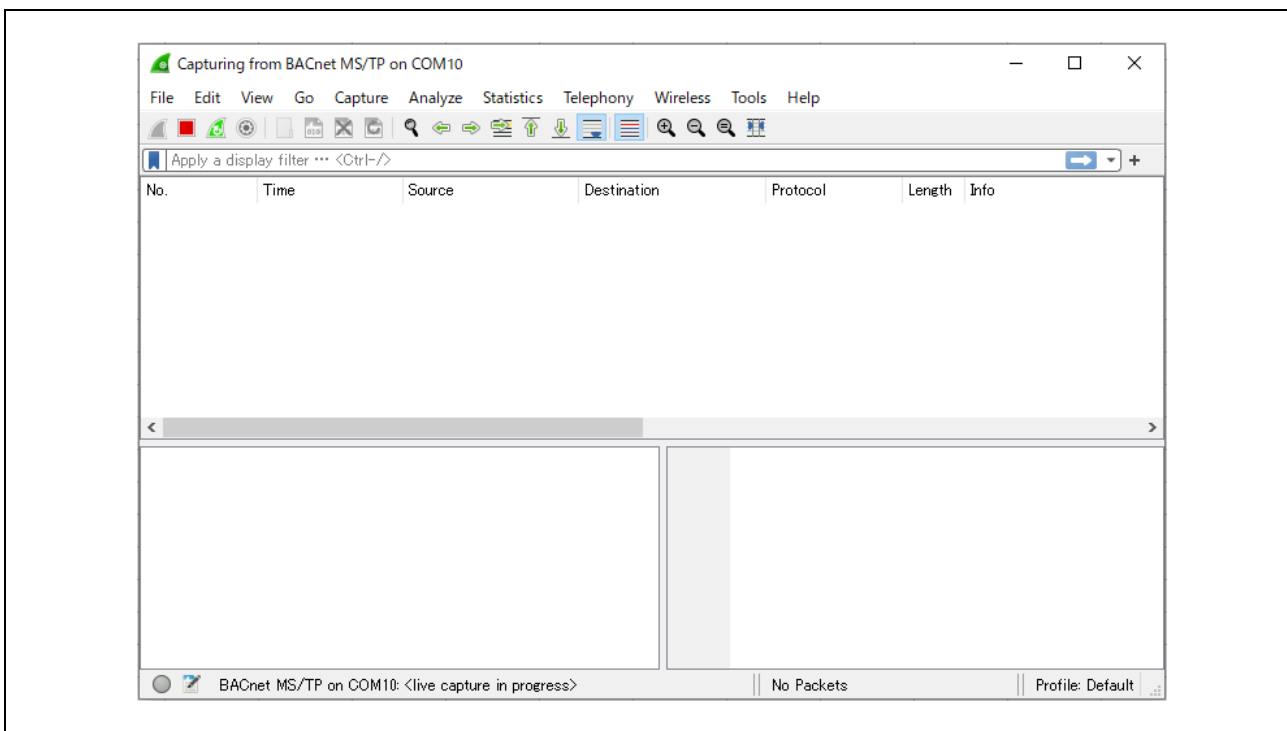 Capturing from BACnet MS/TP on COM10
File Edit View Go Capture Analyze Statistics Telephony Wireless Tools Help
Apply a display filter ⋯ <Ctrl-/>
No. Time Source Destination Protocol Length Info
BACnet MS/TP on COM10: <live capture in progress> No Packets Profile: Default